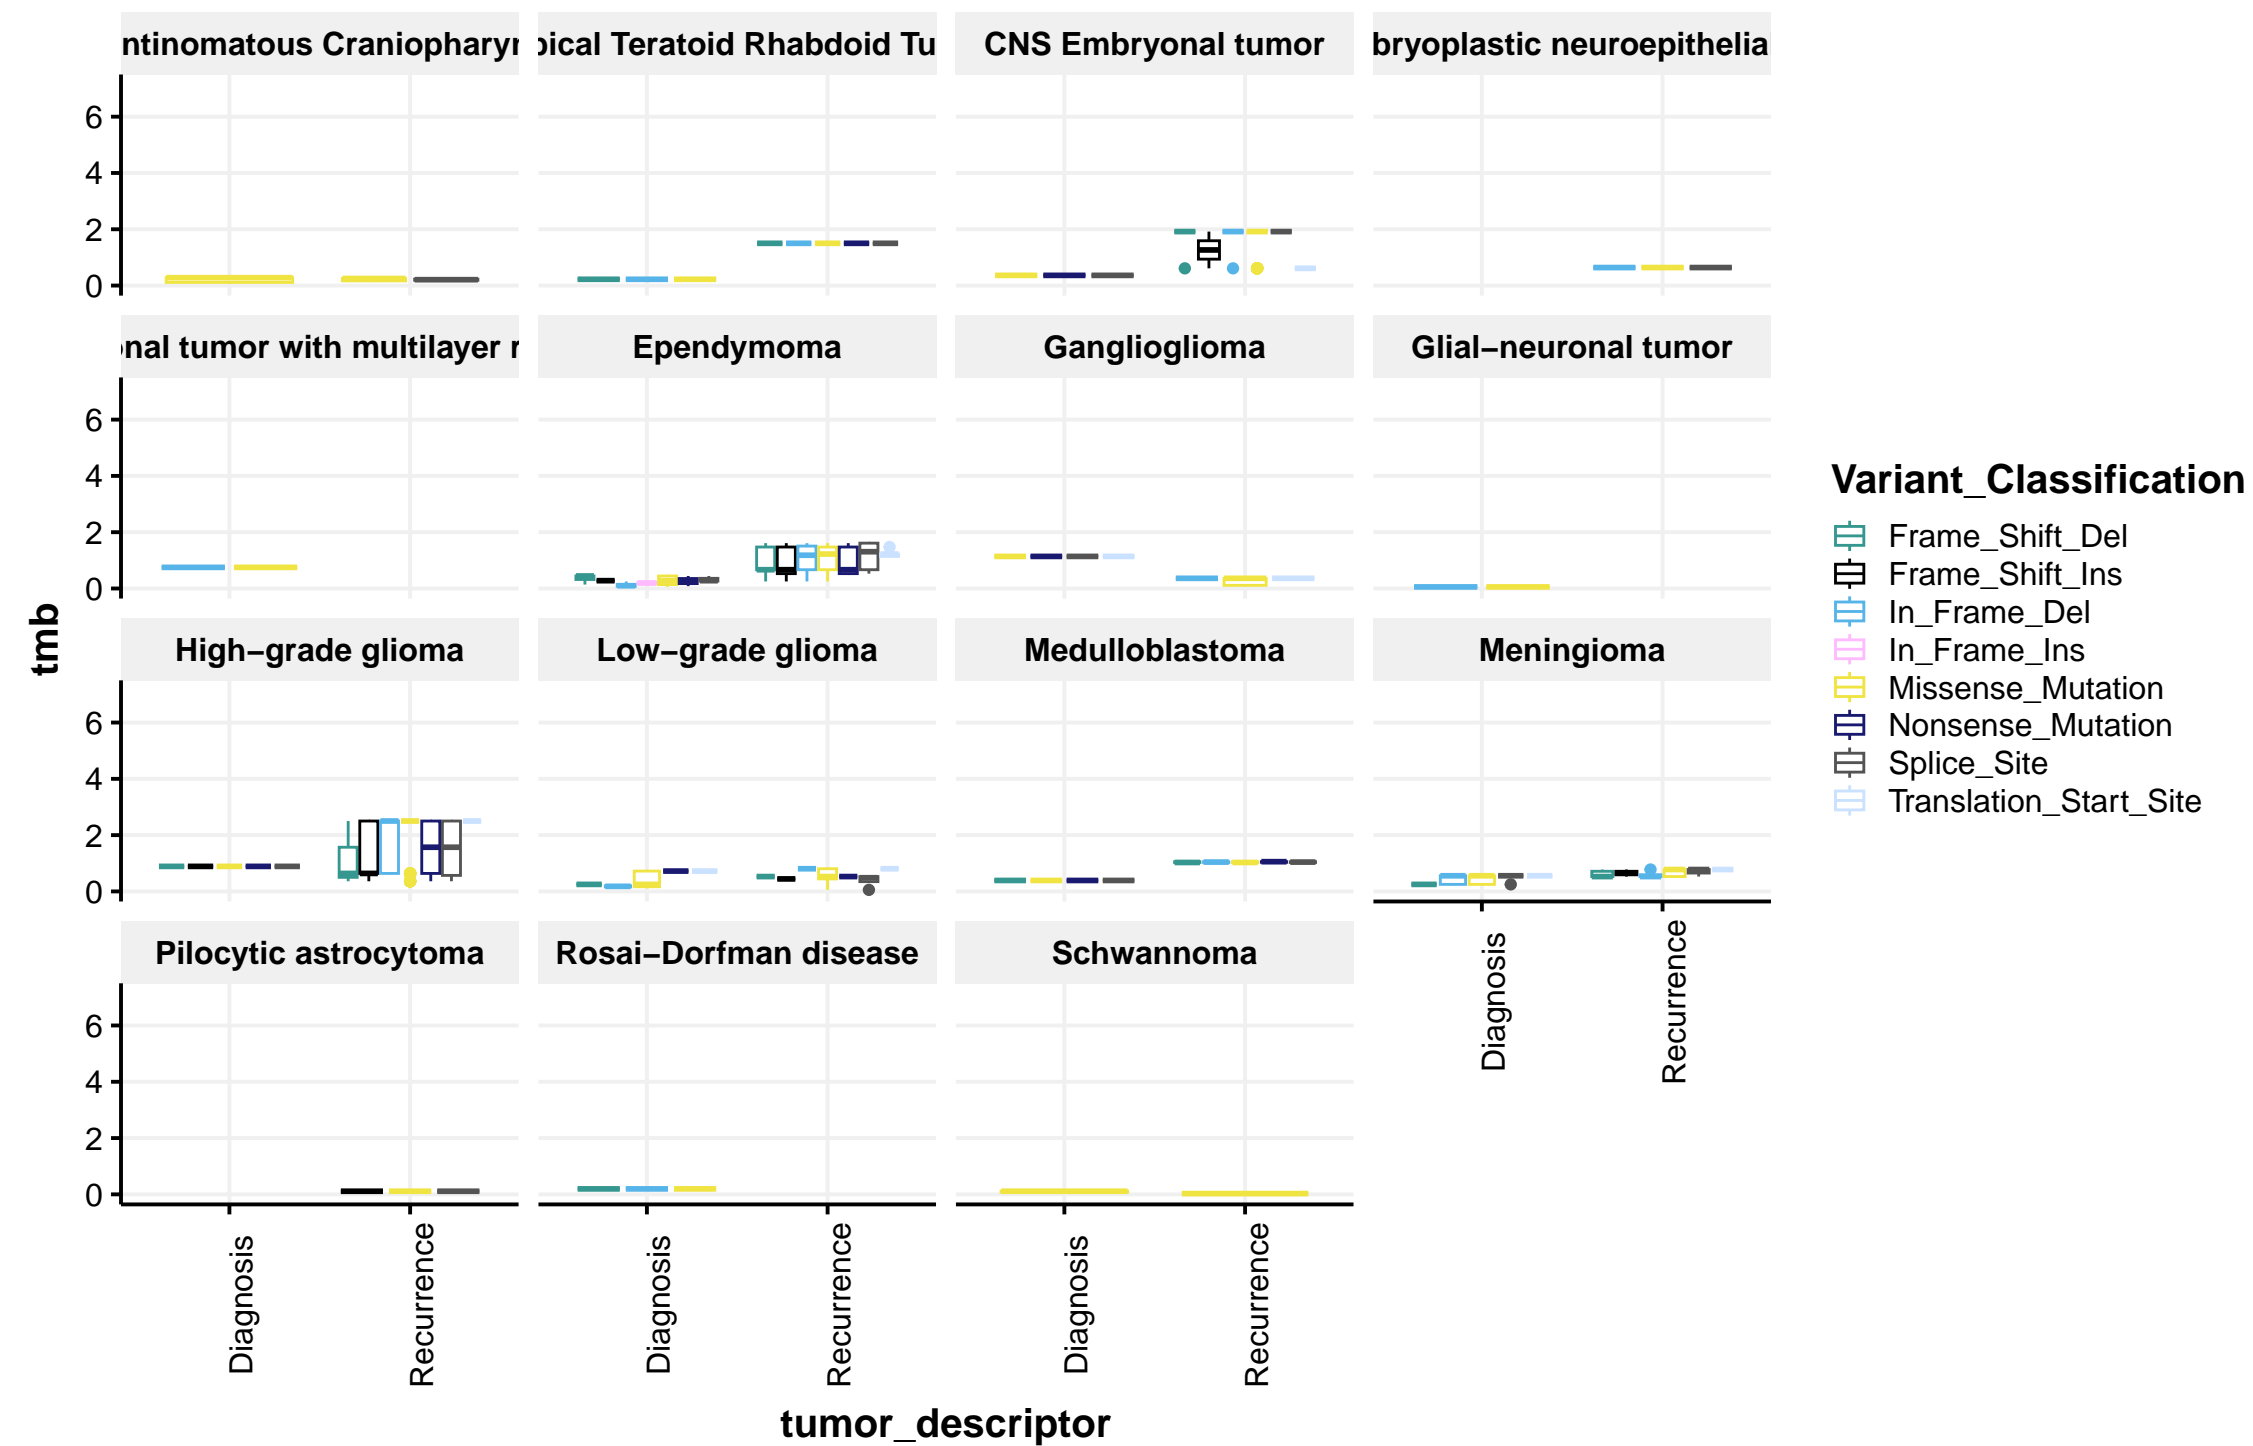 ntinomatous Craniopharyn
pical Teratoid Rhabdoid Tu
CNS Embryonal tumor
bryoplastic neuroepithelial
6
4
2
0
onal tumor with multilayer r
Ependymoma
Ganglioglioma
Glial–neuronal tumor
6
4
2
0
High–grade glioma
Low–grade glioma
Medulloblastoma
Meningioma
6
4
2
0
Pilocytic astrocytoma
Rosai–Dorfman disease
Schwannoma
6
4
2
0
Diagnosis
Recurrence
Diagnosis
Recurrence
Diagnosis
Recurrence
Diagnosis
Recurrence
tmb
tumor_descriptor
Variant_Classification
Frame_Shift_Del
Frame_Shift_Ins
In_Frame_Del
In_Frame_Ins
Missense_Mutation
Nonsense_Mutation
Splice_Site
Translation_Start_Site